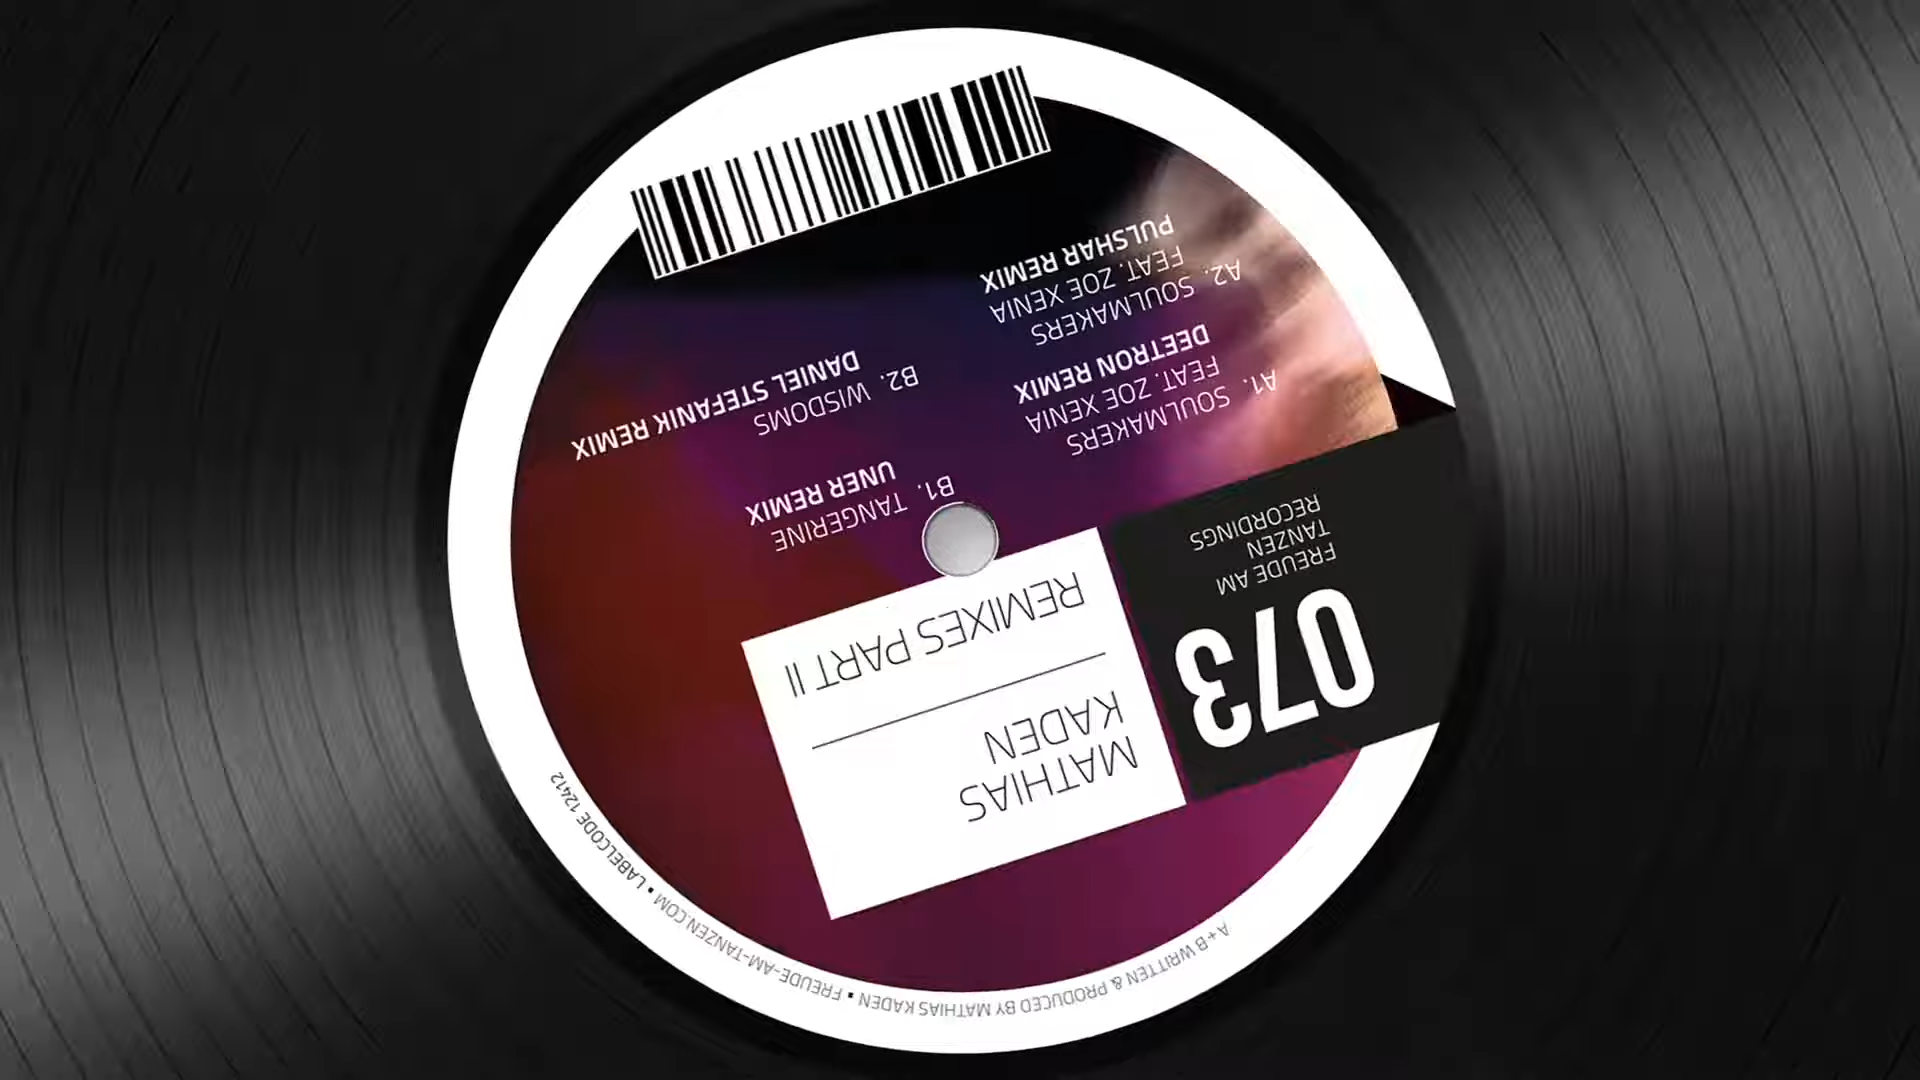 MATHIAS
KADEN
REMIXES PART II
073
FREUDE AM
TANZEN
RECORDINGS
A1. SOULMAKERS
FEAT. ZOE XENIA
DEETRON REMIX
A2. SOULMAKERS
FEAT. ZOE XENIA
PULSHAR REMIX
B1. TANGERINE
UNER REMIX
B2. WISDOMS
DANIEL STEFANIK REMIX
A+B WRITTEN & PRODUCED BY MATHIAS KADEN ▪ FREUDE-AM-TANZEN.COM ▪ LABELCODE 12412